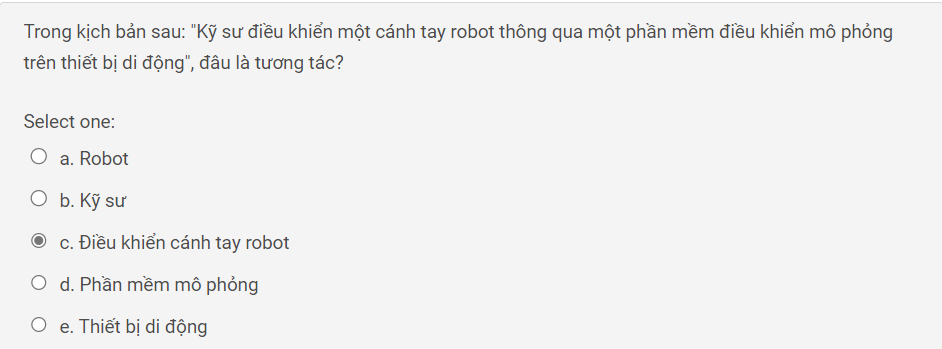 Trong kịch bản sau: "Kỹ sư điều khiển một cánh tay robot thông qua một phần mềm điều khiển mô phỏng
trên thiết bị di động", đâu là tương tác?
Select one:
a. Robot
b. Kỹ sư
c. Điều khiển cánh tay robot
d. Phần mềm mô phỏng
e. Thiết bị di động